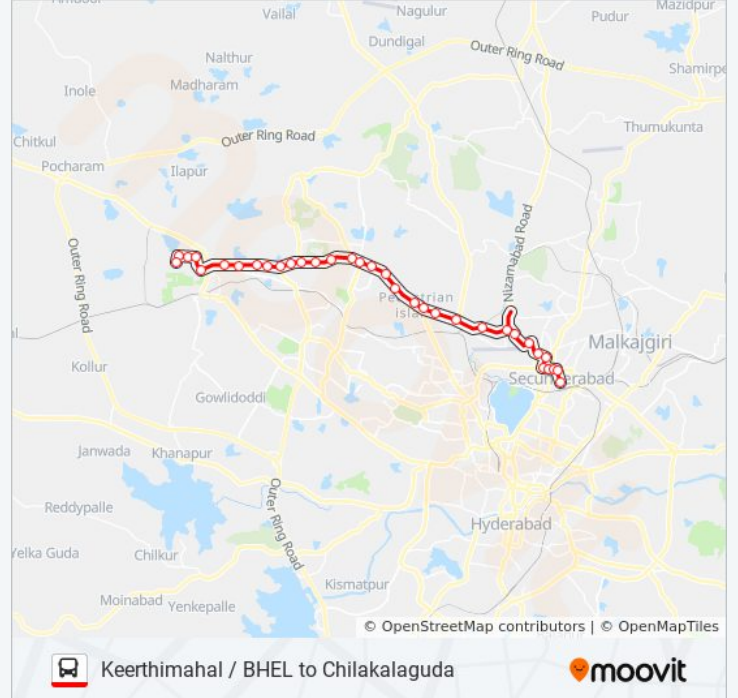 Vailal
Nagulur
Mazidpur
Pudur
Dundigal
Outer Ring Road
Nalthur
Shamirpe
Inole
Madharam
Thumukunta
Outer Ring Road
Chitkul
Pocharam
Ilapur
Nizamabad Road
Outer Ring Road
Pedestrian
islan
Malkajgiri
Kollur
Secunderabad
Gowlidoddi
Janwada
Khanapur
Outer Ring Road
Reddypalle
Hyderabad
Yelka Guda
Chilkur
Kismatpur
Moinabad
Yenkepalle
© OpenStreetMap contributors | © OpenMapTiles
Keerthimahal / BHEL to Chilakalaguda
moovit